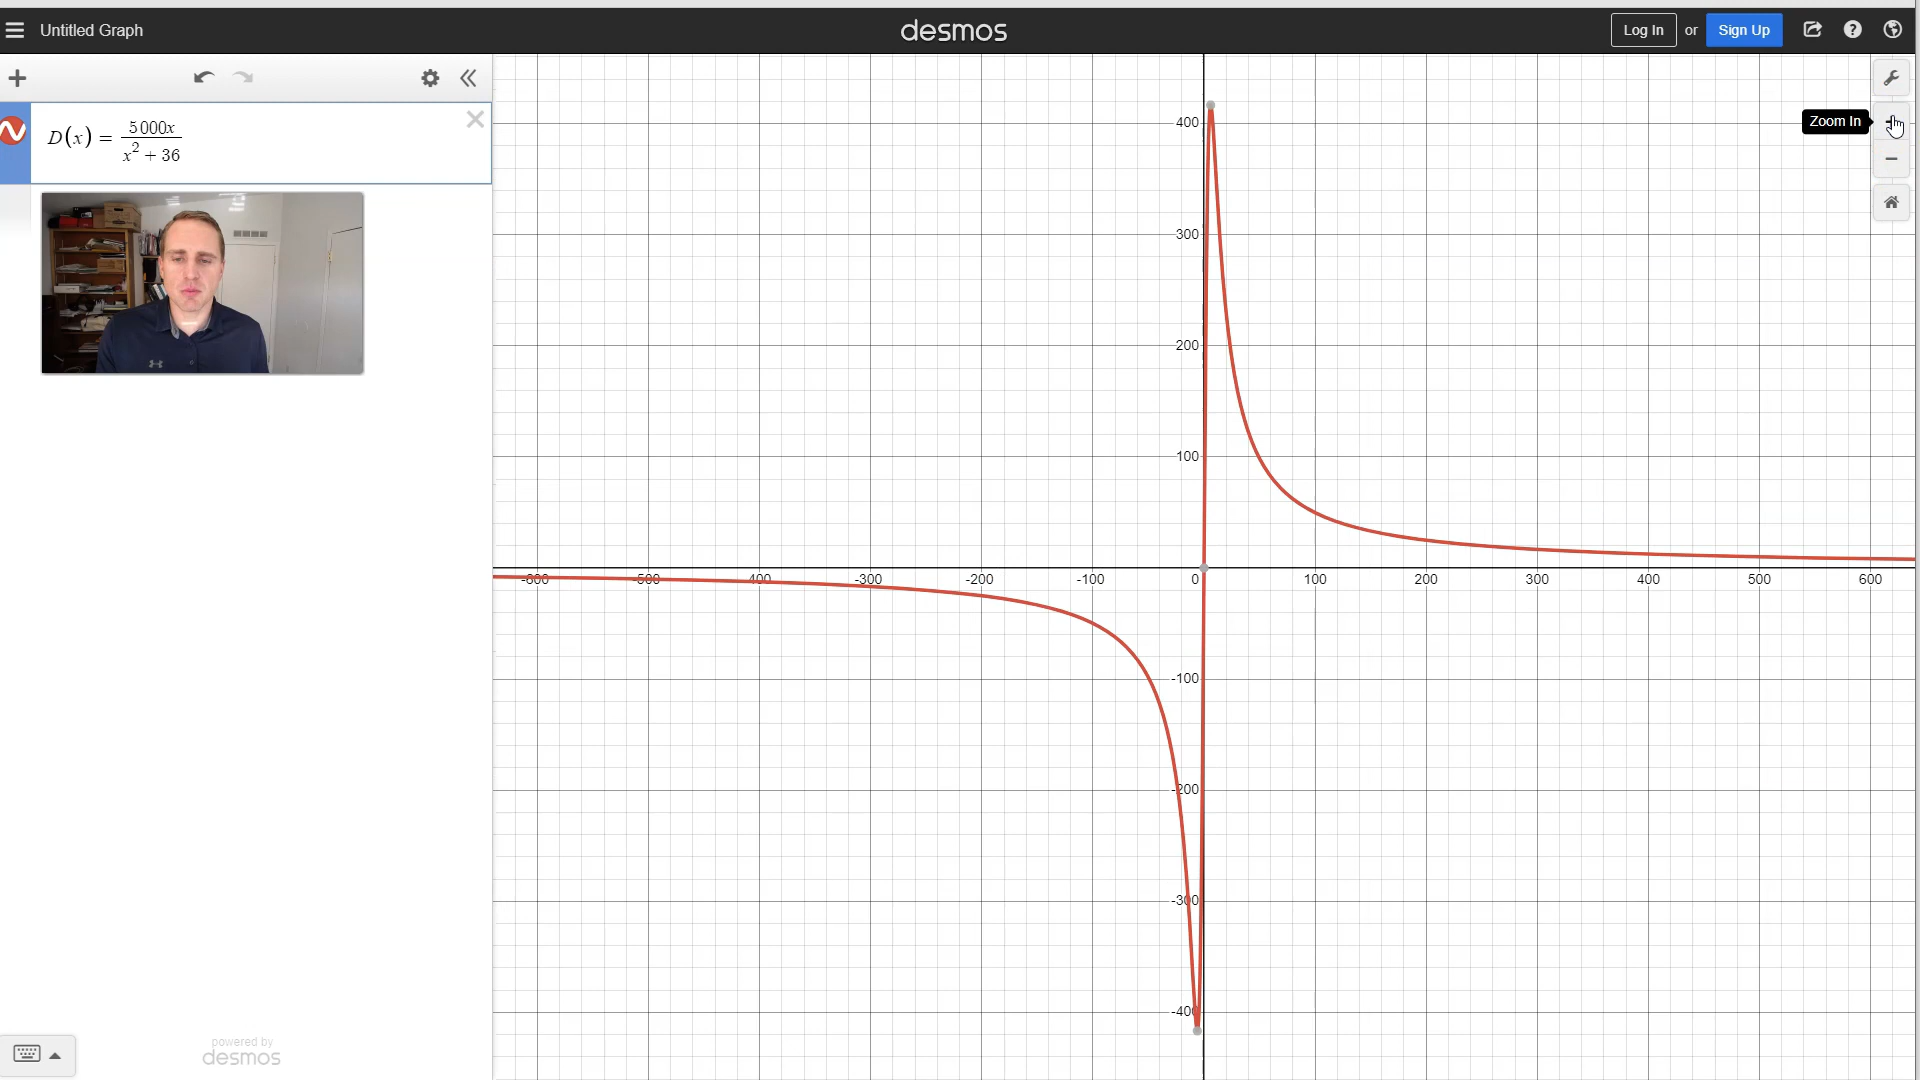 Untitled Graph
desmos
Log In or Sign Up
D(x) = 5000x / x² + 36
Zoom In
400
300
200
100
-600 -500 -400 -300 -200 -100 0 100 200 300 400 500 600
-100
-200
-300
-400
powered by
desmos